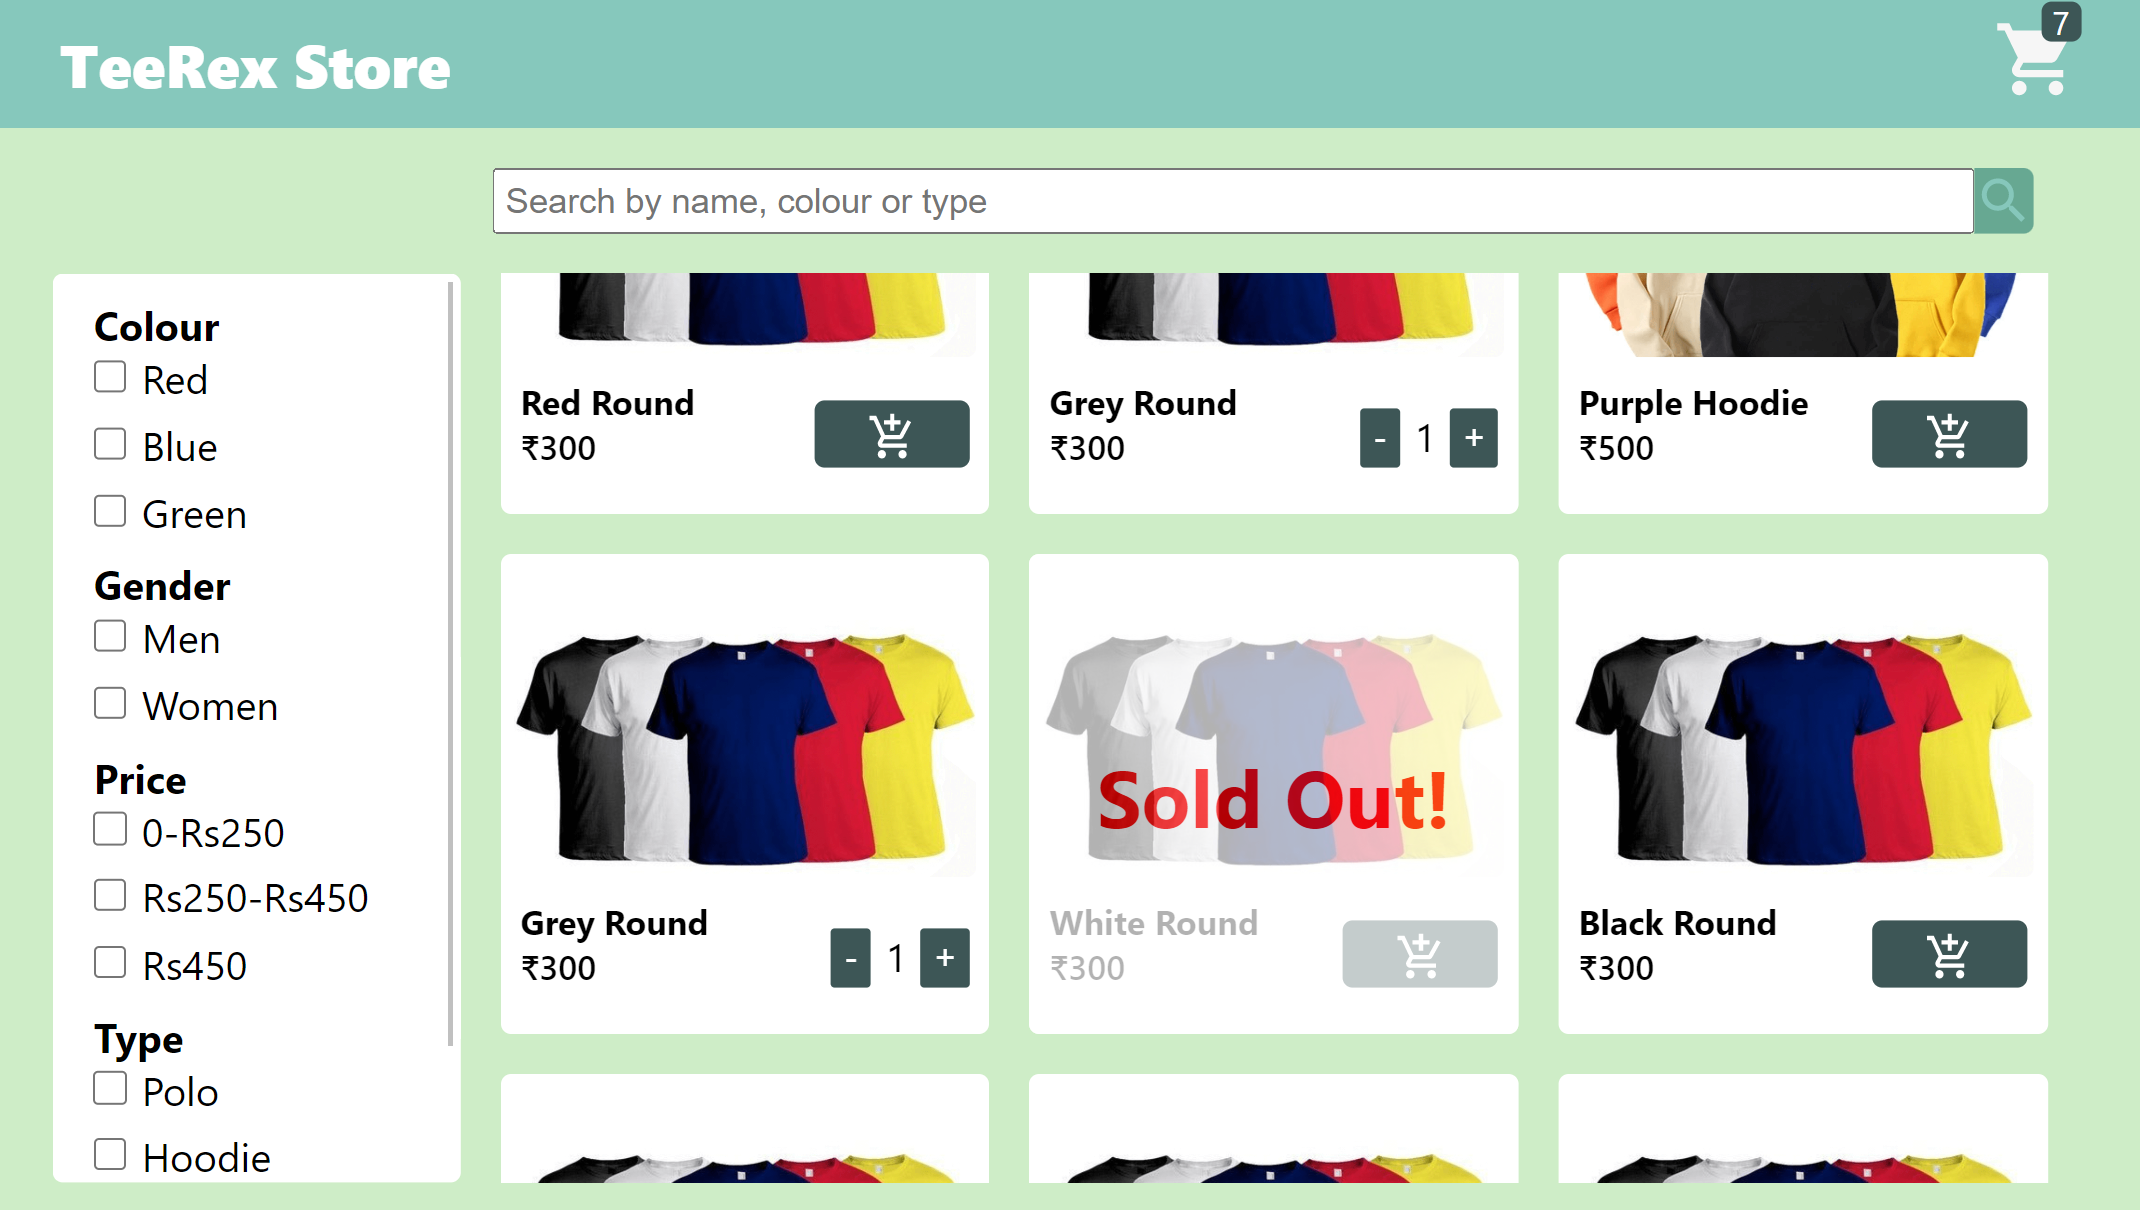 TeeRex Store
7
Search by name, colour or type
Colour
Red
Blue
Green
Gender
Men
Women
Price
0-Rs250
Rs250-Rs450
Rs450
Type
Polo
Hoodie
Red Round
₹300
Grey Round
₹300
- 1 +
Purple Hoodie
₹500
Grey Round
₹300
- 1 +
Sold Out!
White Round
₹300
Black Round
₹300